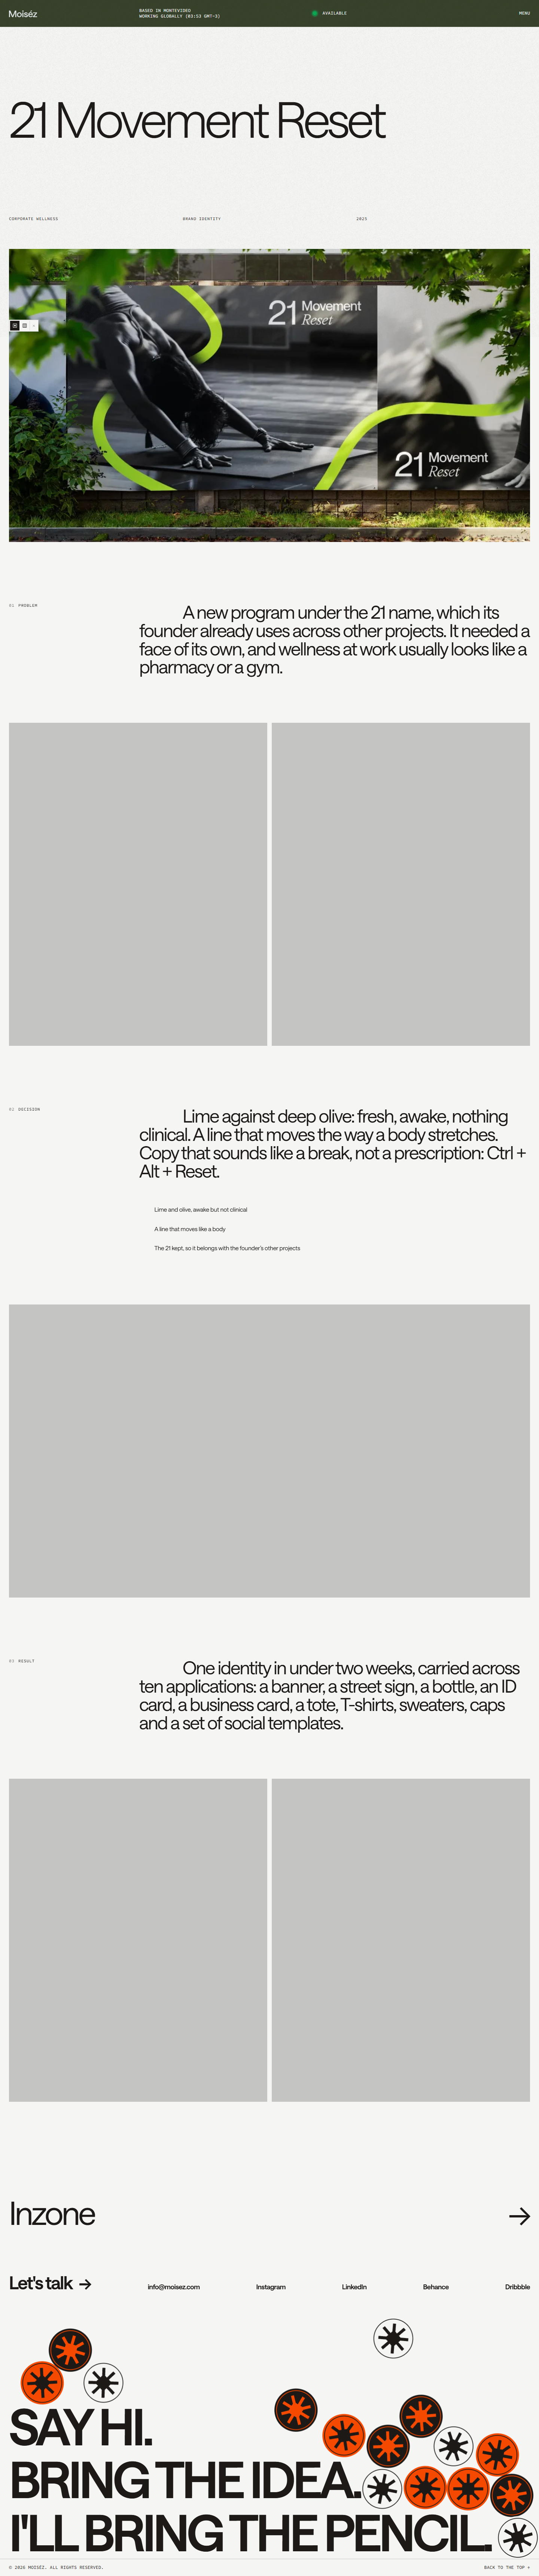 Moiséz
BASED IN MONTEVIDEO
WORKING GLOBALLY (03:53 GMT-3)
AVAILABLE
MENU
21 Movement Reset
CORPORATE WELLNESS
BRAND IDENTITY
2025
21 Movement
Reset
21 Movement
Reset
01 PROBLEM
A new program under the 21 name, which its
founder already uses across other projects. It needed a
face of its own, and wellness at work usually looks like a
pharmacy or a gym.
02 DECISION
Lime against deep olive: fresh, awake, nothing
clinical. A line that moves the way a body stretches.
Copy that sounds like a break, not a prescription: Ctrl +
Alt + Reset.
Lime and olive, awake but not clinical
A line that moves like a body
The 21 kept, so it belongs with the founder's other projects
03 RESULT
One identity in under two weeks, carried across
ten applications: a banner, a street sign, a bottle, an ID
card, a business card, a tote, T-shirts, sweaters, caps
and a set of social templates.
Inzone →
Let's talk →
info@moisez.com
Instagram
LinkedIn
Behance
Dribbble
SAY HI.
BRING THE IDEA.
I'LL BRING THE PENCIL.
© 2026 MOISÉZ. ALL RIGHTS RESERVED.
BACK TO THE TOP ↑